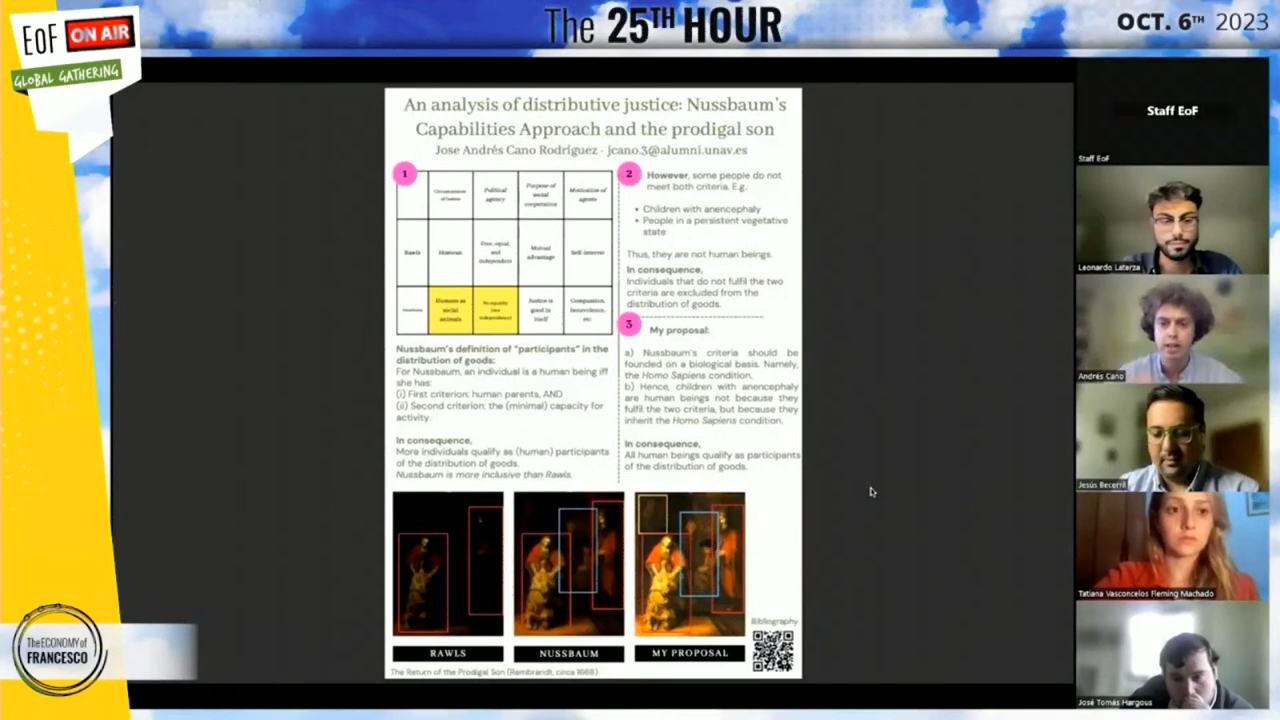 EoF ON AIR
GLOBAL GATHERING
The 25TH HOUR
OCT. 6TH 2023
An analysis of distributive justice: Nussbaum's
Capabilities Approach and the prodigal son
Jose Andrés Cano Rodríguez - jcano.3@alumni.unav.es
1
Circumstances of Justice
Political agency
Purpose of social cooperation
Motivation of agents
Rawls
Humean
Free, equal, and independent
Mutual advantage
Self-interest
Nussbaum
Humans as social animals
No equality (nor independence)
Justice is good in itself
Compassion, benevolence, etc
Nussbaum's definition of "participants" in the
distribution of goods:
For Nussbaum, an individual is a human being iff
she has:
(i) First criterion: human parents, AND
(ii) Second criterion: the (minimal) capacity for
activity.
In consequence,
More individuals qualify as (human) participants
of the distribution of goods.
Nussbaum is more inclusive than Rawls.
2
However, some people do not
meet both criteria. E.g.
• Children with anencephaly
• People in a persistent vegetative
state
Thus, they are not human beings.
In consequence,
Individuals that do not fulfil the two
criteria are excluded from the
distribution of goods.
3
My proposal:
a) Nussbaum's criteria should be
founded on a biological basis. Namely,
the Homo Sapiens condition.
b) Hence, children with anencephaly
are human beings not because they
fulfil the two criteria, but because they
inherit the Homo Sapiens condition.
In consequence,
All human beings qualify as participants
of the distribution of goods.
RAWLS
NUSSBAUM
MY PROPOSAL
Bibliography
The Return of the Prodigal Son (Rembrandt, circa 1668)
Staff EoF
Staff EoF
Leonardo Laterza
Andrés Cano
Jesús Becerril
Tatiana Vasconcelos Fleming Machado
José Tomás Hargous
The ECONOMY of
FRANCESCO